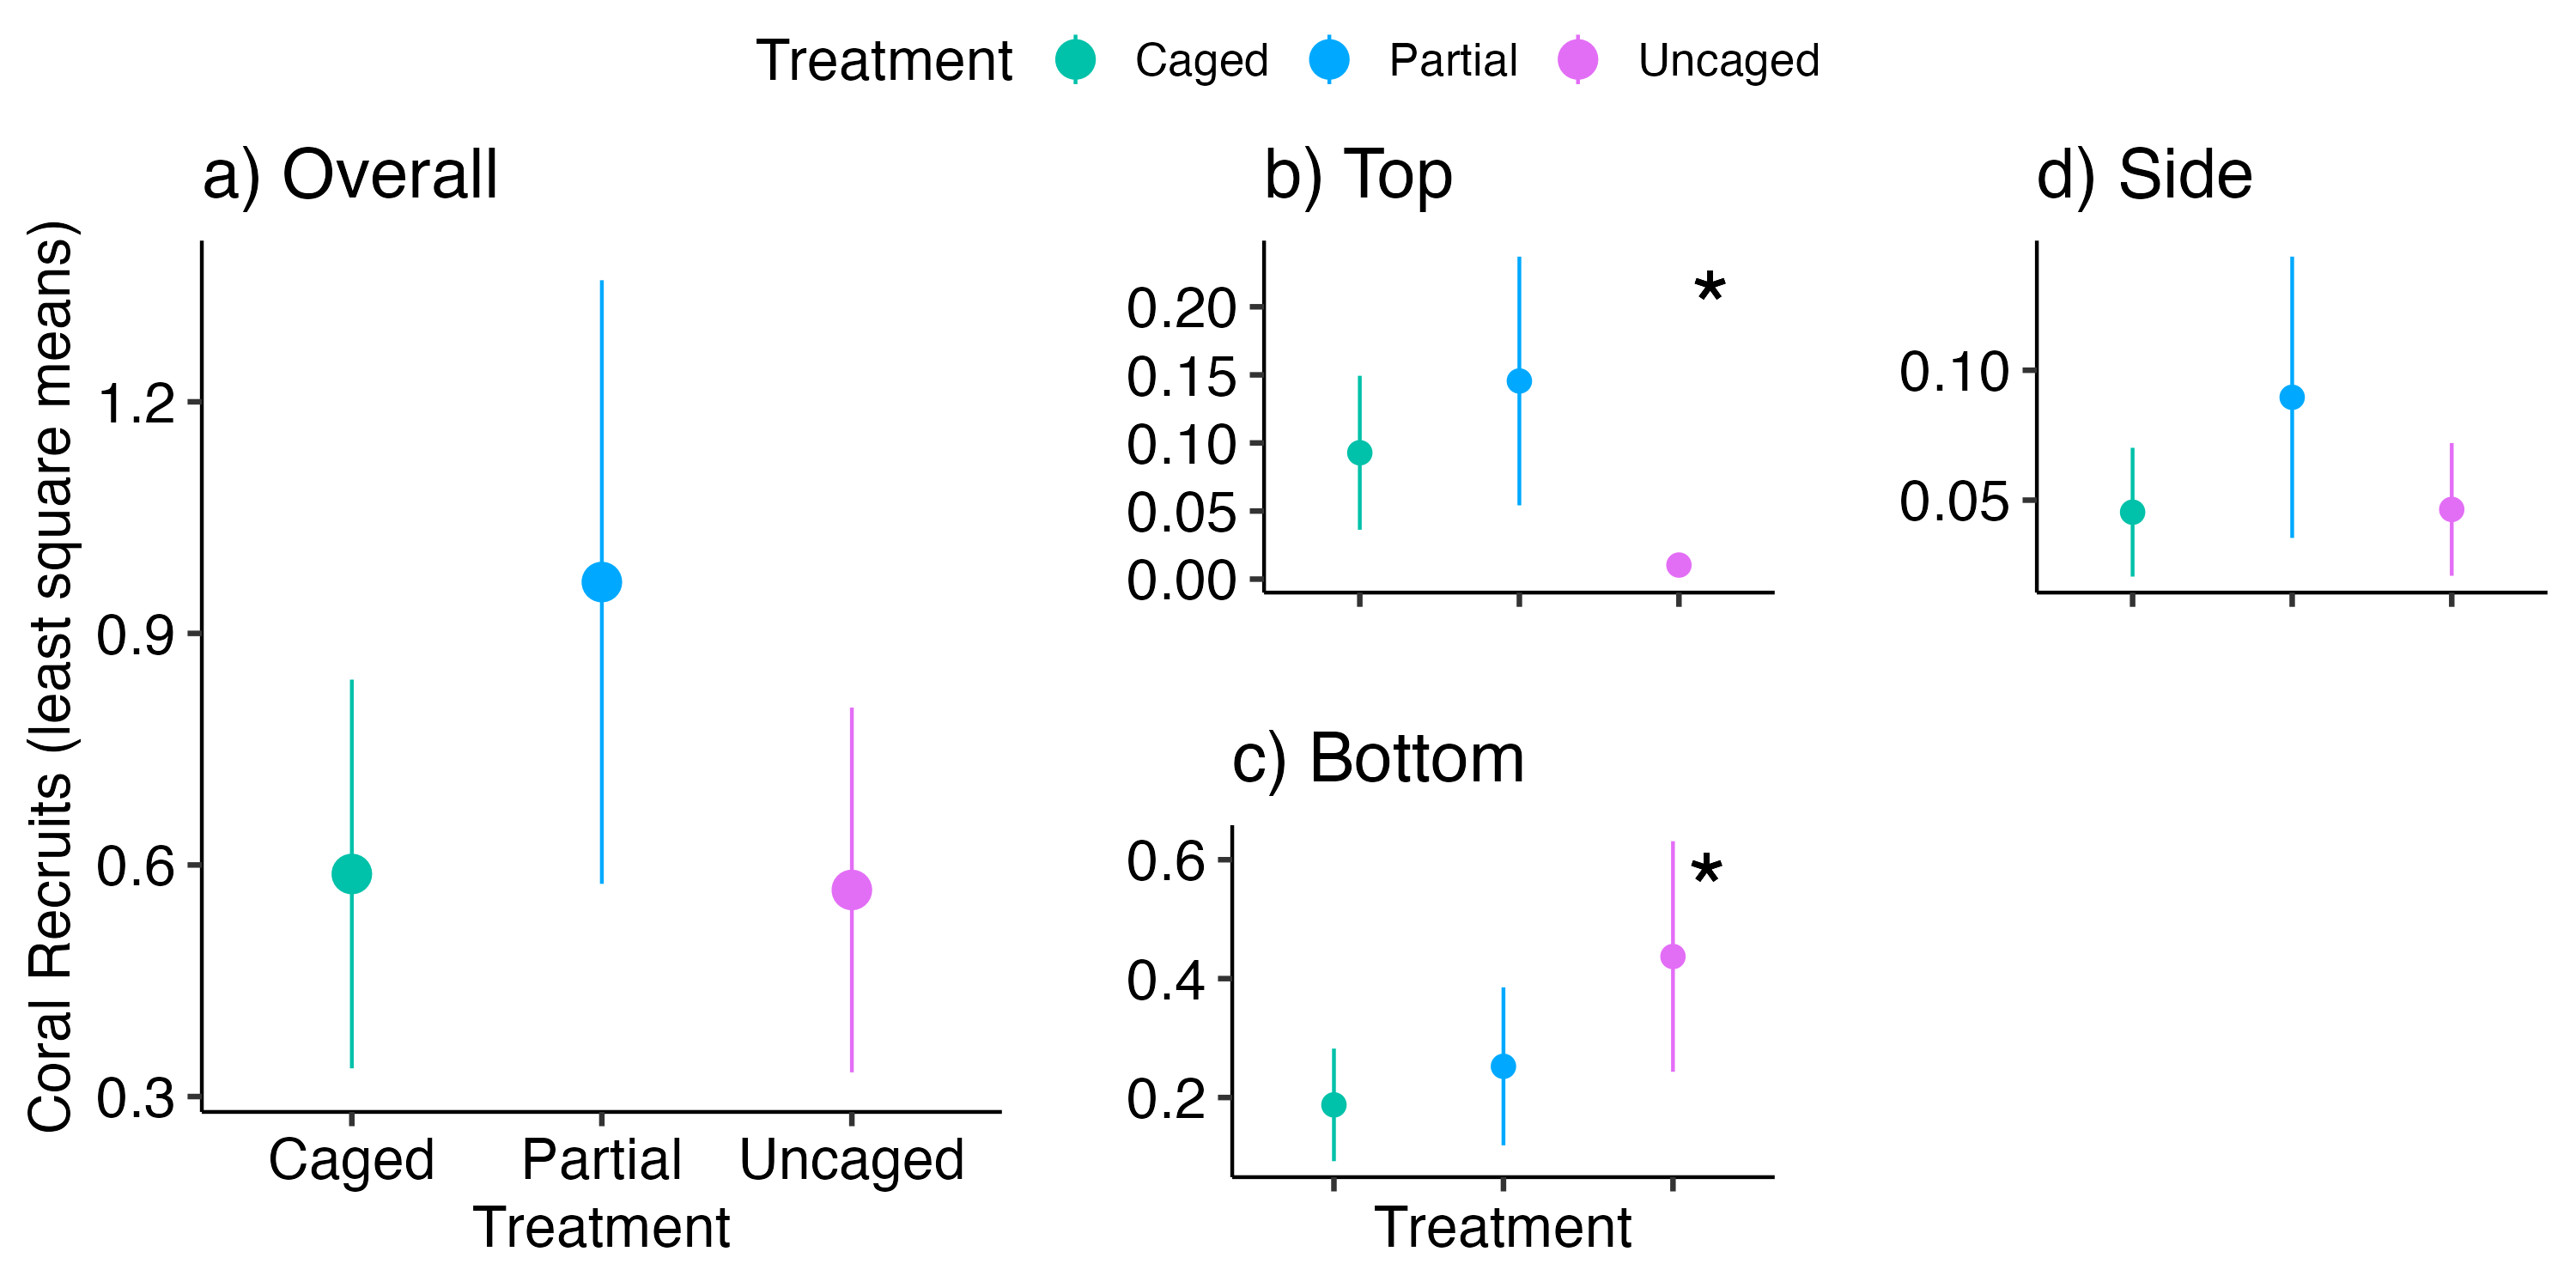 Treatment Caged Partial Uncaged
a) Overall
Coral Recruits (least square means)
1.2
0.9
0.6
0.3
Caged Partial Uncaged
Treatment
b) Top
0.20
0.15
0.10
0.05
0.00
*
d) Side
0.10
0.05
c) Bottom
0.6
0.4
0.2
*
Treatment